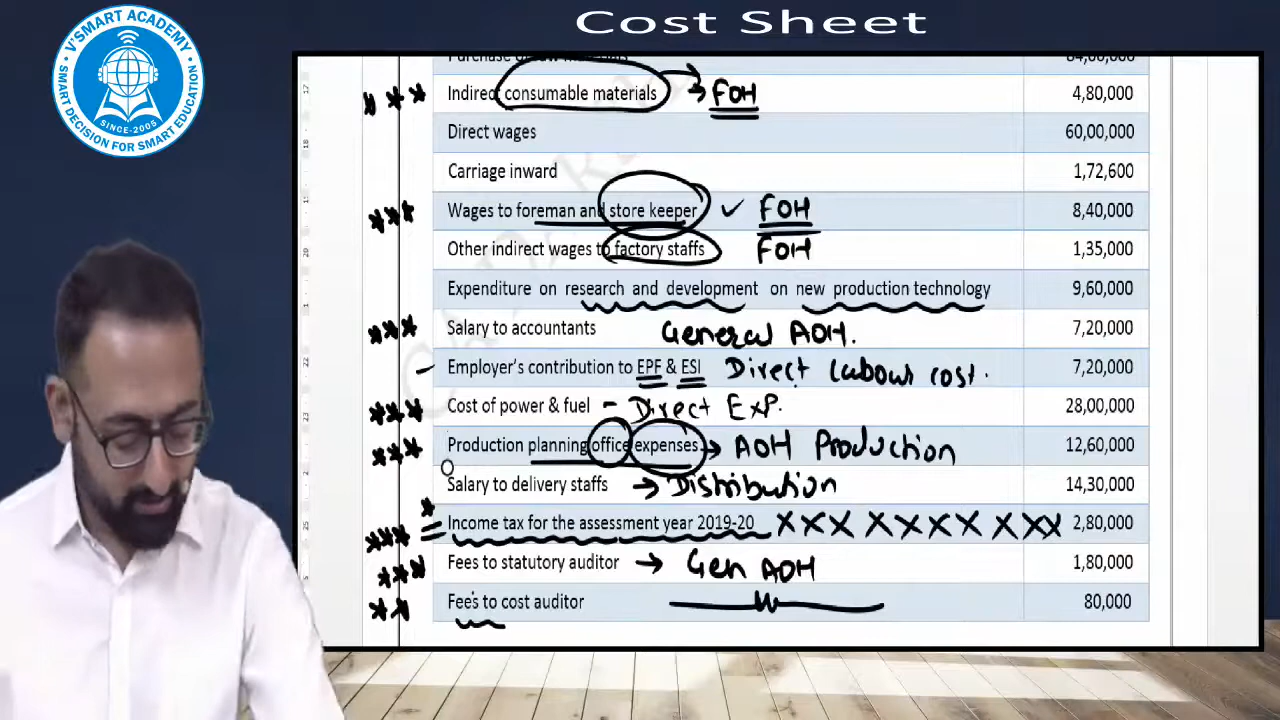 Cost Sheet
V'SMART ACADEMY
SINCE-2005
SMART DECISION FOR SMART EDUCATION
Purchase of raw materials 84,00,000
Indirect consumable materials → FOH 4,80,000
Direct wages 60,00,000
Carriage inward 1,72,600
Wages to foreman and store keeper ✓ FOH 8,40,000
Other indirect wages to factory staffs FOH 1,35,000
Expenditure on research and development on new production technology 9,60,000
Salary to accountants General AOH. 7,20,000
Employer's contribution to EPF & ESI Direct Labour cost. 7,20,000
Cost of power & fuel – Direct Exp. 28,00,000
Production planning office expenses → AOH Production 12,60,000
Salary to delivery staffs → Distribution 14,30,000
Income tax for the assessment year 2019-20 XXX XXXX XXX 2,80,000
Fees to statutory auditor → Gen AOH 1,80,000
Fees to cost auditor 80,000